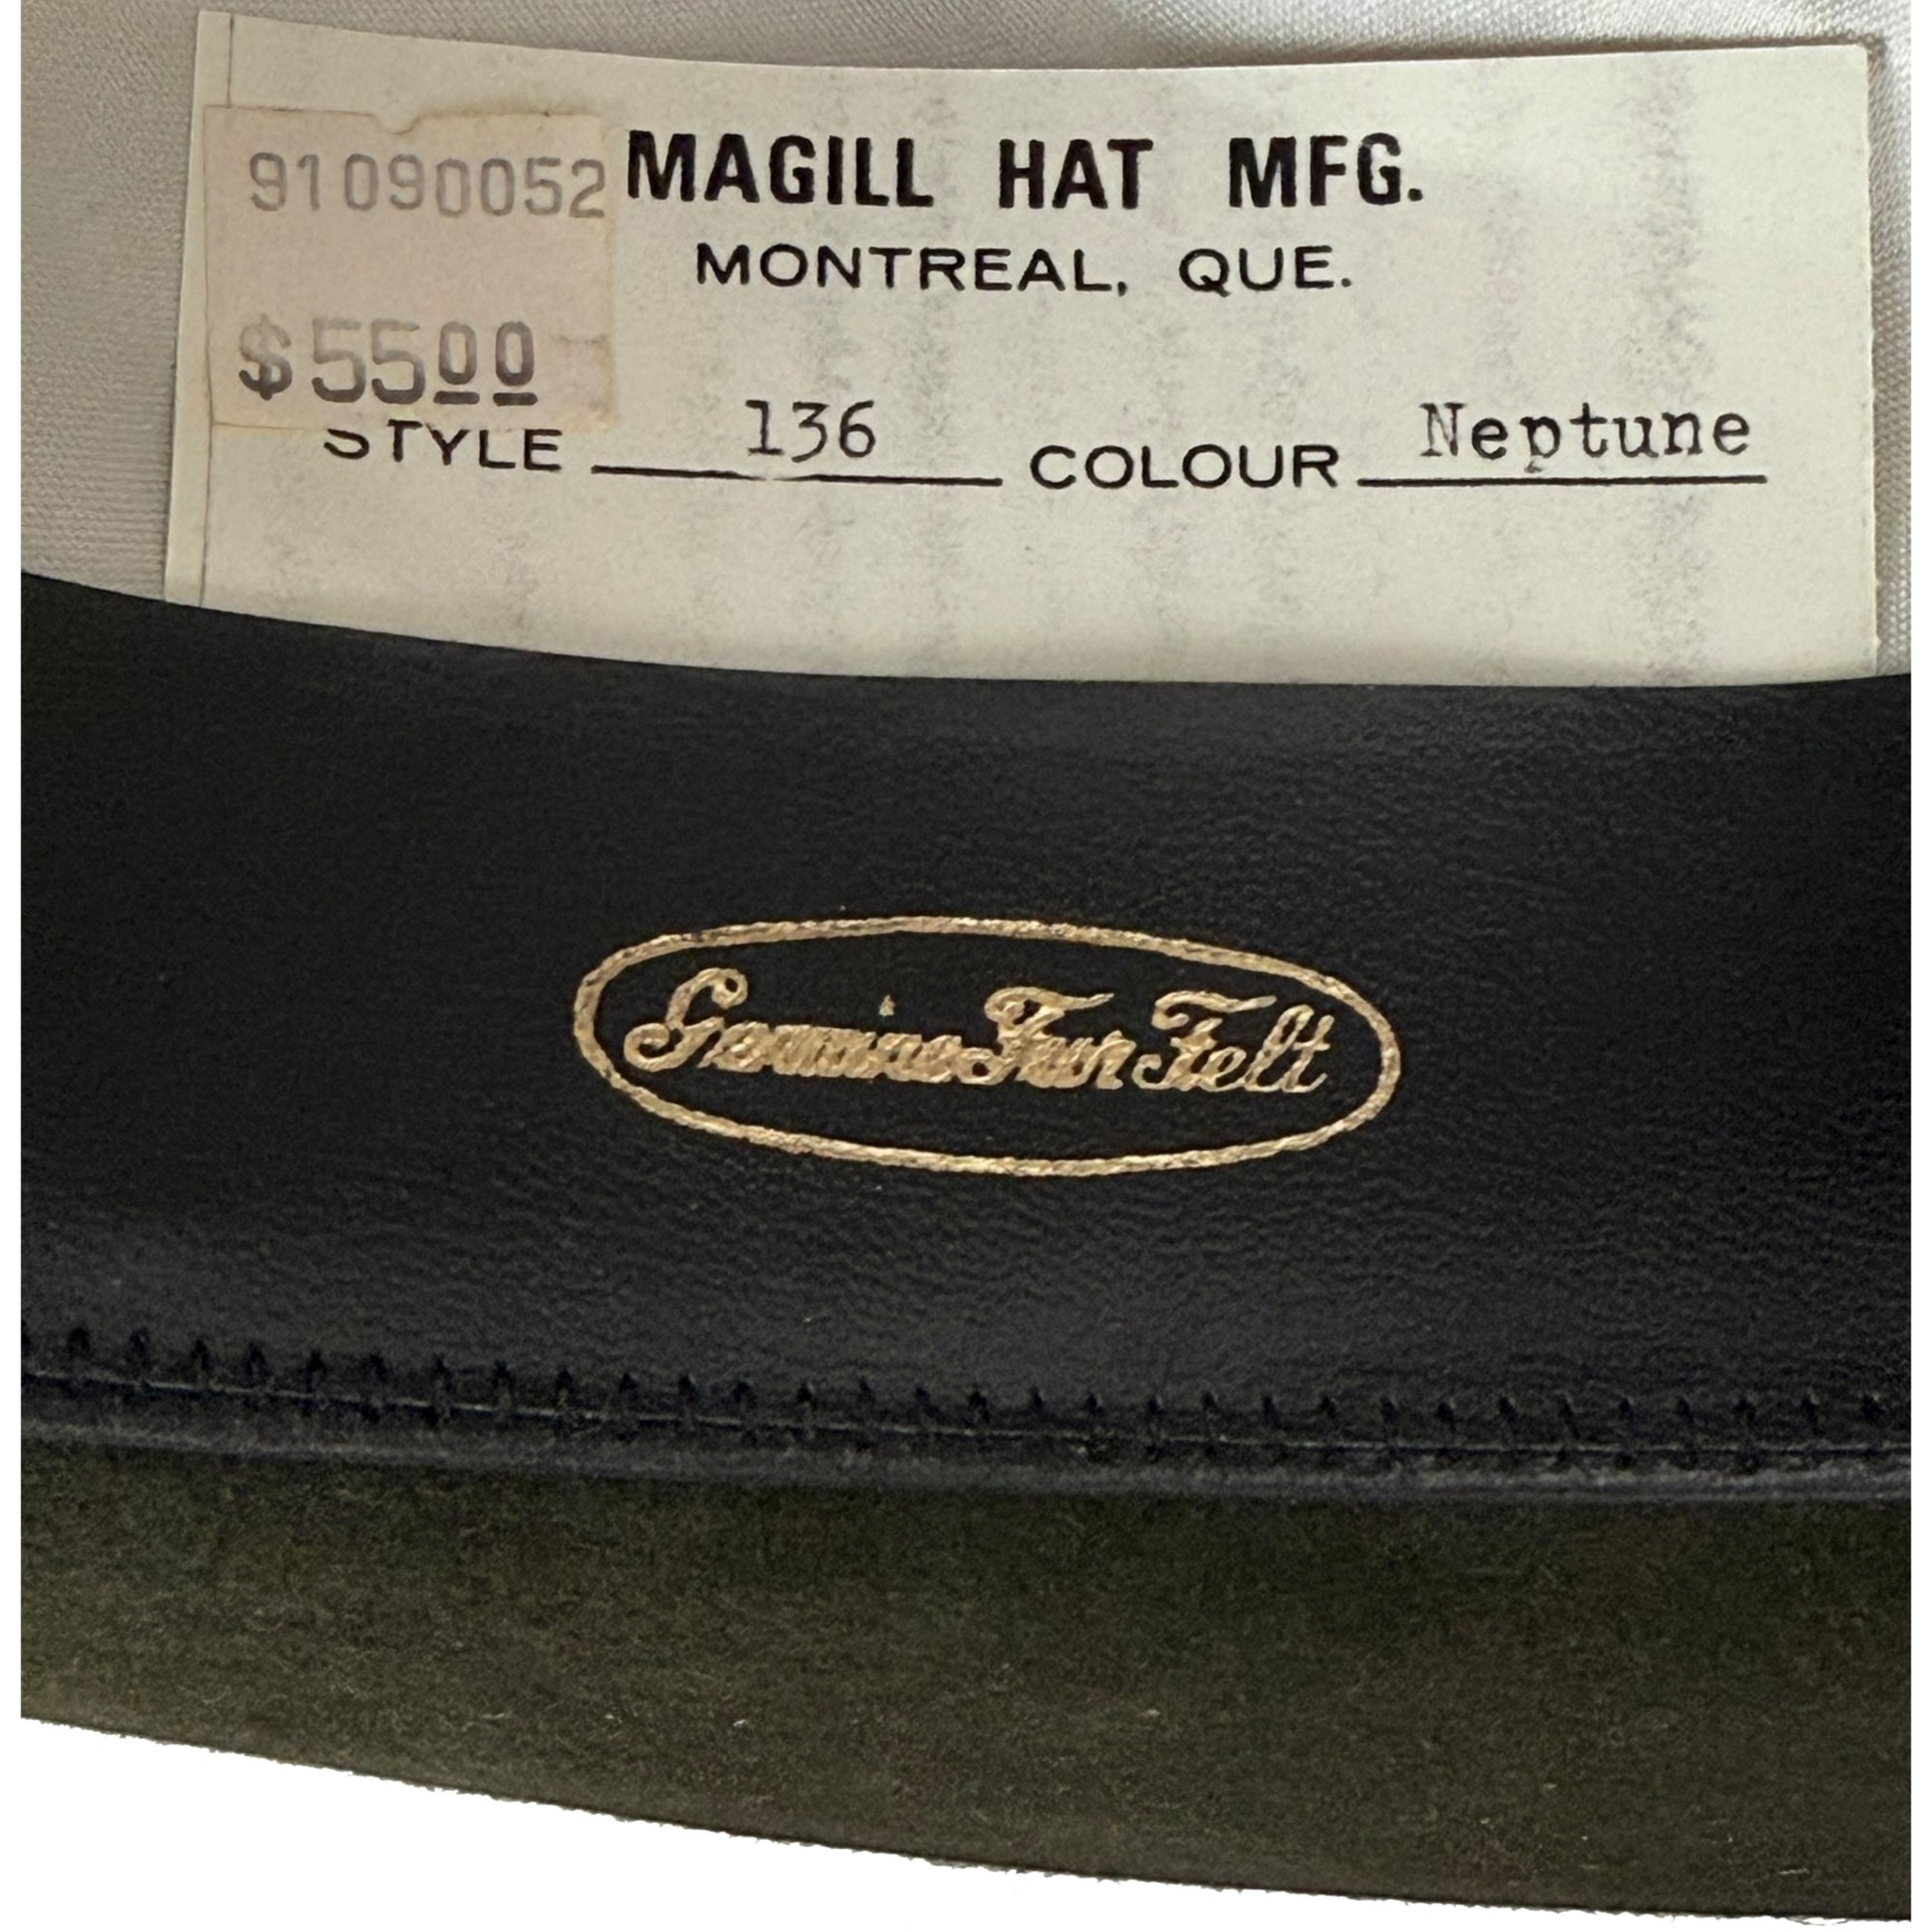 91090052
$5500
MAGILL HAT MFG.
MONTREAL, QUE.
STYLE 136 COLOUR Neptune
Genuine Fur Felt